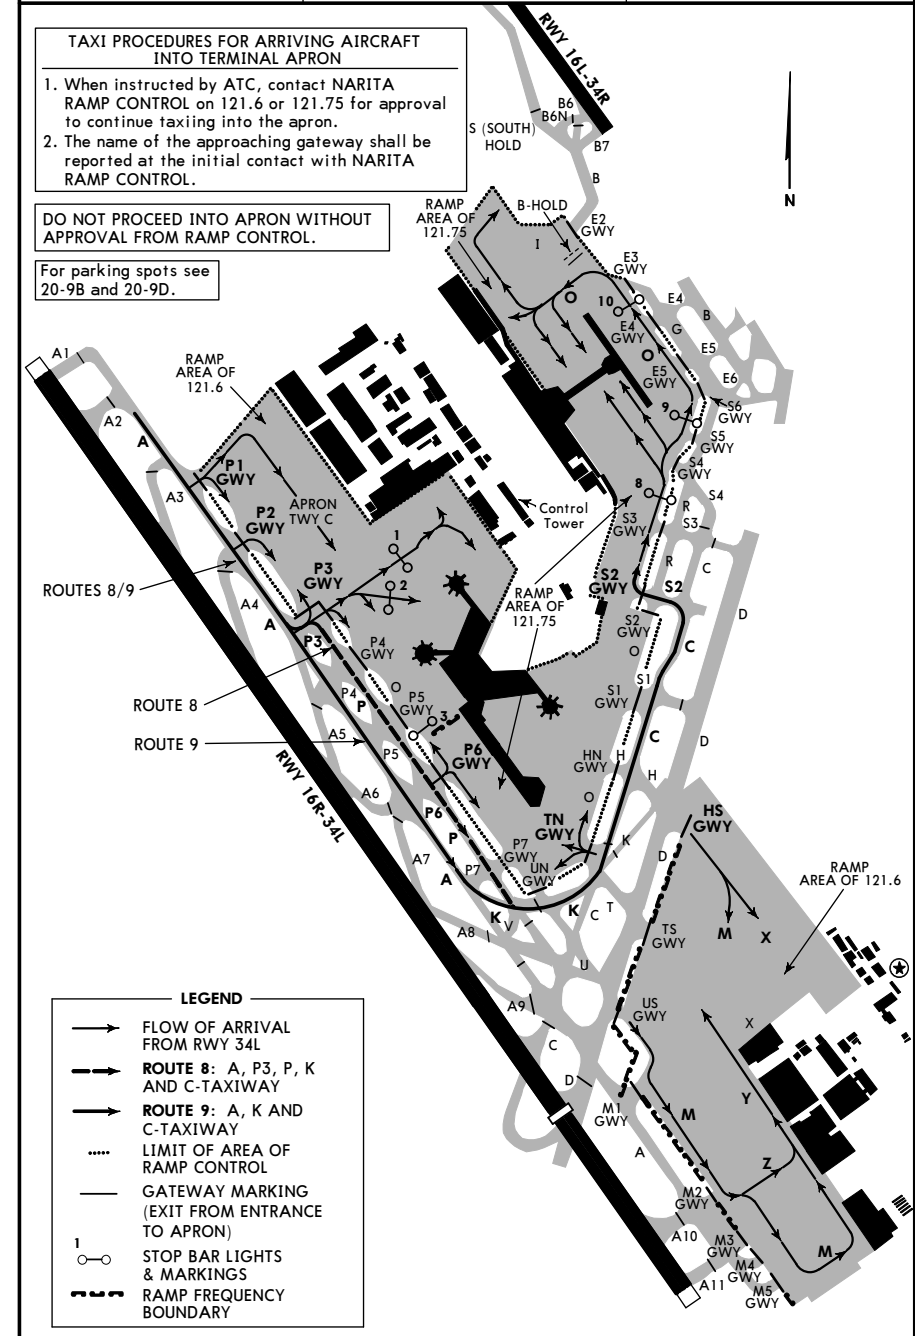 TAXI PROCEDURES FOR ARRIVING AIRCRAFT
INTO TERMINAL APRON
1. When instructed by ATC, contact NARITA
RAMP CONTROL on 121.6 or 121.75 for approval
to continue taxiing into the apron.
2. The name of the approaching gateway shall be
reported at the initial contact with NARITA
RAMP CONTROL.
DO NOT PROCEED INTO APRON WITHOUT
APPROVAL FROM RAMP CONTROL.
For parking spots see
20-9B and 20-9D.
RWY 16L-34R
B6
B6N
B7
S (SOUTH)
HOLD
B
N
RAMP
AREA OF
121.75
B-HOLD
E2
GWY
I
E3
GWY
10
O
E4
B
G
E4
GWY
E5
O
E5
GWY
E6
S6
GWY
9
S5
GWY
S4
GWY
8
S4
R
S3
S3
GWY
Control
Tower
A1
A2
A
RAMP
AREA OF
121.6
P1
GWY
A3
P2
GWY
APRON
TWY C
1
P3
GWY
2
ROUTES 8/9
A4
A
P3
P4
GWY
RAMP
AREA OF
121.75
S2
GWY
R
S2
C
D
S2
GWY
O
C
S1
S1
GWY
ROUTE 8
P4
P
O
P5
GWY
3
ROUTE 9
A5
P5
P6
GWY
HN
GWY
H
C
D
H
RWY 16R-34L
A6
P6
P
O
TN
GWY
K
HS
GWY
D
A7
P7
P7
GWY
UN
GWY
A
K
V
K
C
T
RAMP
AREA OF 121.6
M
X
TS
GWY
A8
U
A9
US
GWY
X
C
D
M1
GWY
M
Y
A
Z
M2
GWY
A10
M3
GWY
M
M4
GWY
A11
M5
GWY
LEGEND
FLOW OF ARRIVAL
FROM RWY 34L
ROUTE 8: A, P3, P, K
AND C-TAXIWAY
ROUTE 9: A, K AND
C-TAXIWAY
LIMIT OF AREA OF
RAMP CONTROL
GATEWAY MARKING
(EXIT FROM ENTRANCE
TO APRON)
1
STOP BAR LIGHTS
& MARKINGS
RAMP FREQUENCY
BOUNDARY